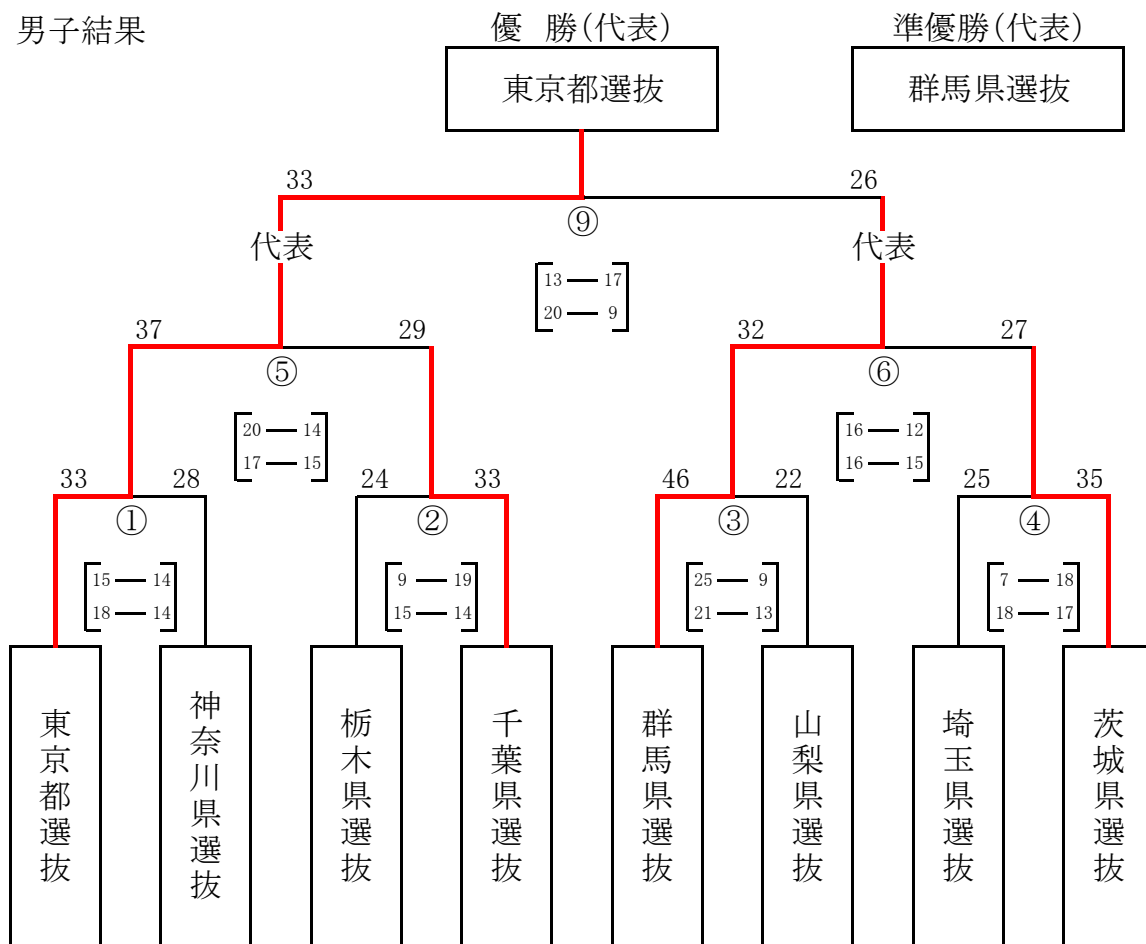 男子結果
優 勝(代表)
準優勝(代表)
東京都選抜
群馬県選抜
33
26
⑨
代表
代表
13 — 17
20 — 9
37
29
32
27
⑤
⑥
20 — 14
17 — 15
16 — 12
16 — 15
33
28
24
33
46
22
25
35
①
②
③
④
15 — 14
18 — 14
9 — 19
15 — 14
25 — 9
21 — 13
7 — 18
18 — 17
東京都選抜
神奈川県選抜
栃木県選抜
千葉県選抜
群馬県選抜
山梨県選抜
埼玉県選抜
茨城県選抜